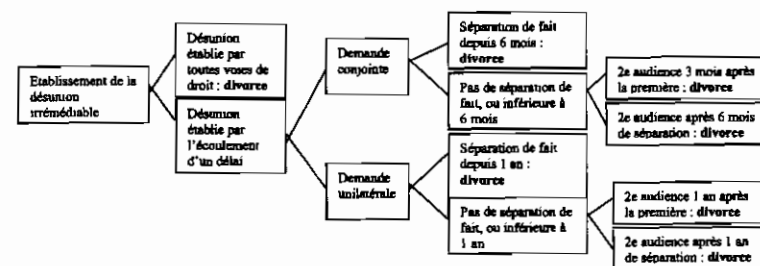 Etablissement de la
désunion
irrémédiable
Désunion
établie par
toutes voies de
droit : divorce
Désunion
établie par
l'écoulement
d'un délai
Demande
conjointe
Séparation de fait
depuis 6 mois :
divorce
Pas de séparation de
fait, ou inférieure à
6 mois
2e audience 3 mois après
la première : divorce
2e audience après 6 mois
de séparation : divorce
Demande
unilatérale
Séparation de fait
depuis 1 an :
divorce
Pas de séparation de
fait, ou inférieure à
1 an
2e audience 1 an après
la première : divorce
2e audience après 1 an
de séparation : divorce